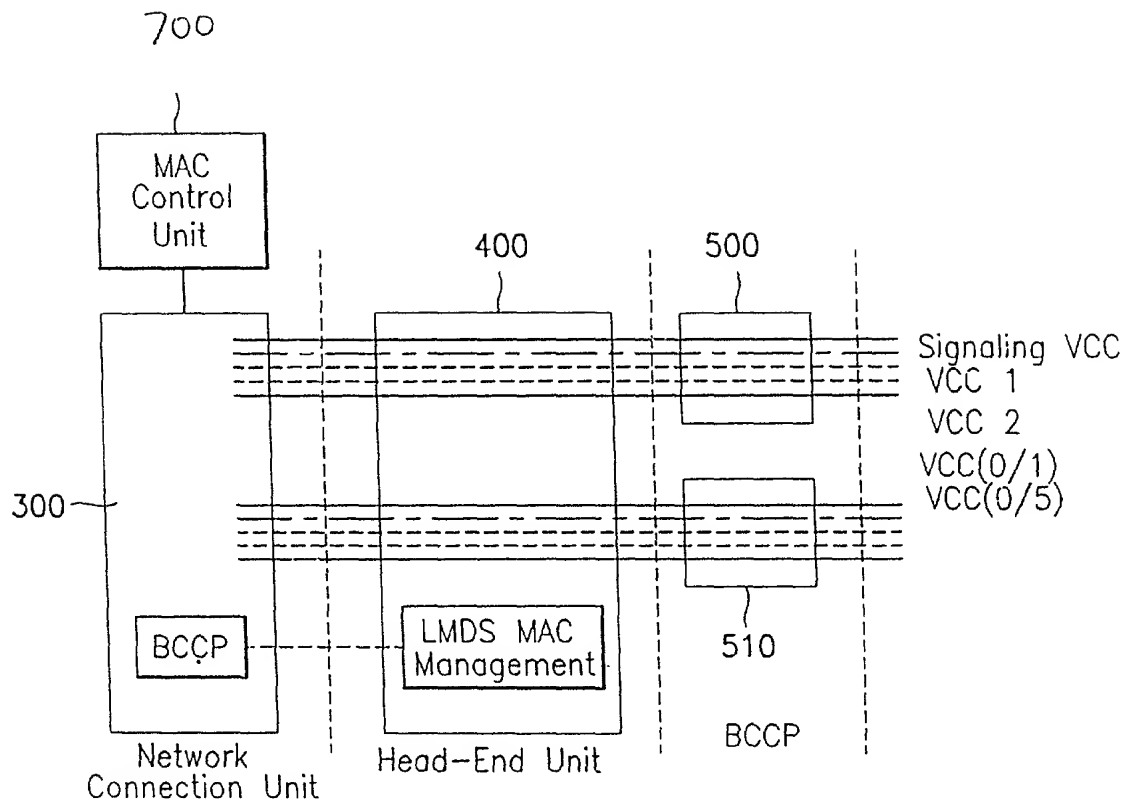 700
MAC
Control
Unit
400
500
Signaling VCC
VCC 1
VCC 2
VCC(0/1)
VCC(0/5)
300
BCCP
LMDS MAC
Management
510
BCCP
Network
Connection Unit
Head-End Unit